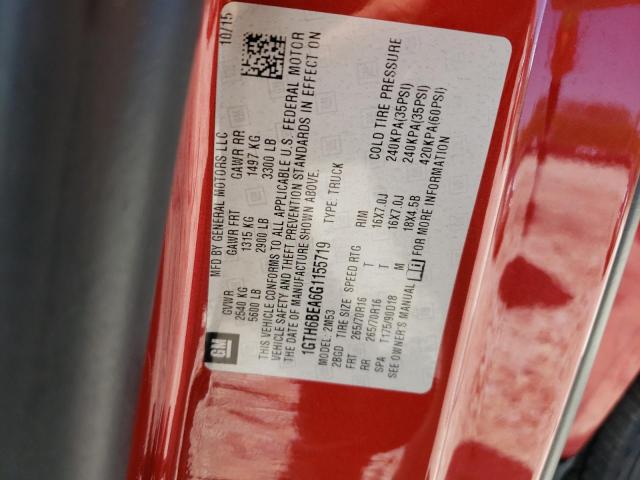 MFD BY GENERAL MOTORS LLC 10/15
GVWR GAWR FRT GAWR RR
2540 KG 1315 KG 1497 KG
5600 LB 2900 LB 3300 LB
THIS VEHICLE CONFORMS TO ALL APPLICABLE U.S. FEDERAL MOTOR
VEHICLE SAFETY AND THEFT PREVENTION STANDARDS IN EFFECT ON
THE DATE OF MANUFACTURE SHOWN ABOVE.
GM
1GTH6BEA6G1155719 TYPE: TRUCK
MODEL: 2M53
2BGD TIRE SIZE SPEED RTG RIM COLD TIRE PRESSURE
FRT 265/70R16 T 16X7.0J 240KPA(35PSI)
RR 265/70R16 T 16X7.0J 240KPA(35PSI)
SPA T175/90D18 M 18X4.5B 420KPA(60PSI)
SEE OWNER'S MANUAL FOR MORE INFORMATION